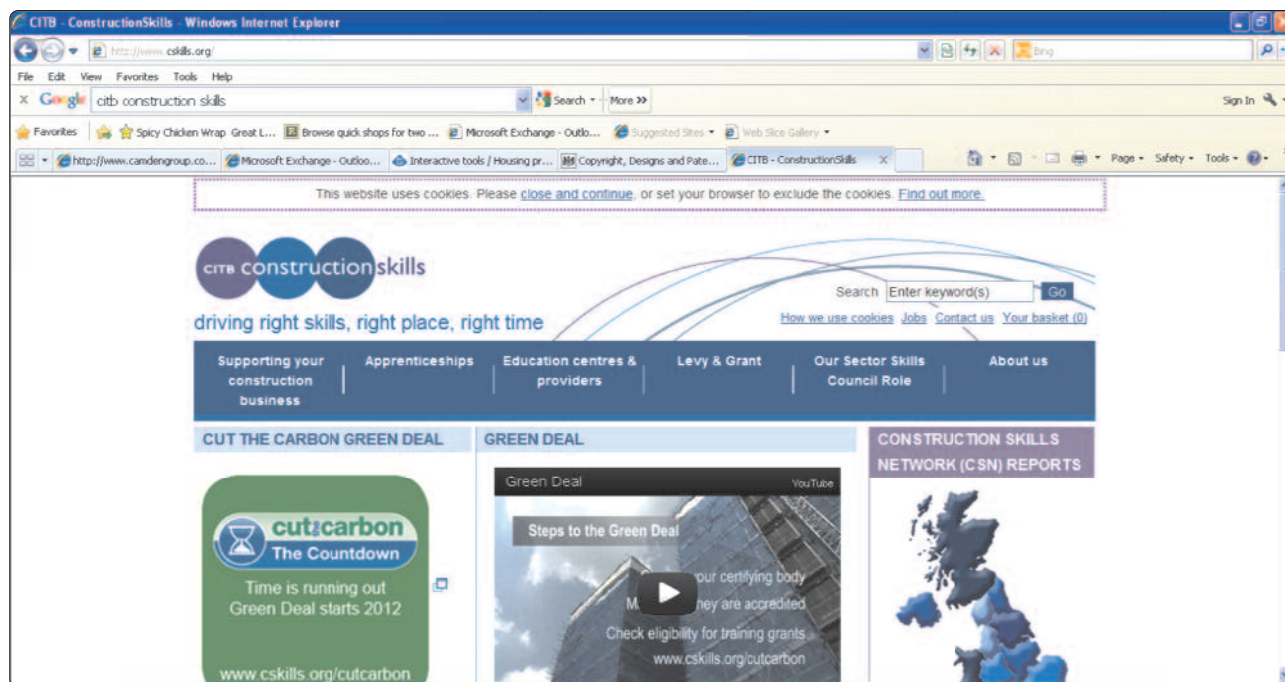 CITB - ConstructionSkills - Windows Internet Explorer
http://www.cskills.org/
Bing
File Edit View Favorites Tools Help
x Google citb construction skills Search More >> Sign In
Favorites Spicy Chicken Wrap Great L... Browse quick shops for two ... Microsoft Exchange - Outlo... Suggested Sites Web Slice Gallery
http://www.camdengroup.co... Microsoft Exchange - Outloo... Interactive tools / Housing pr... Copyright, Designs and Pate... CITB - ConstructionSkills X Page Safety Tools
This website uses cookies. Please close and continue, or set your browser to exclude the cookies. Find out more.
CITB constructionskills
Search Enter keyword(s) Go
driving right skills, right place, right time
How we use cookies Jobs Contact us Your basket (0)
Supporting your construction business
Apprenticeships
Education centres & providers
Levy & Grant
Our Sector Skills Council Role
About us
CUT THE CARBON GREEN DEAL
cut the carbon
The Countdown
Time is running out
Green Deal starts 2012
www.cskills.org/cutcarbon
GREEN DEAL
Green Deal YouTube
Steps to the Green Deal
our certifying body
hey are accredited
Check eligibility for training grants
www.cskills.org/cutcarbon
CONSTRUCTION SKILLS
NETWORK (CSN) REPORTS